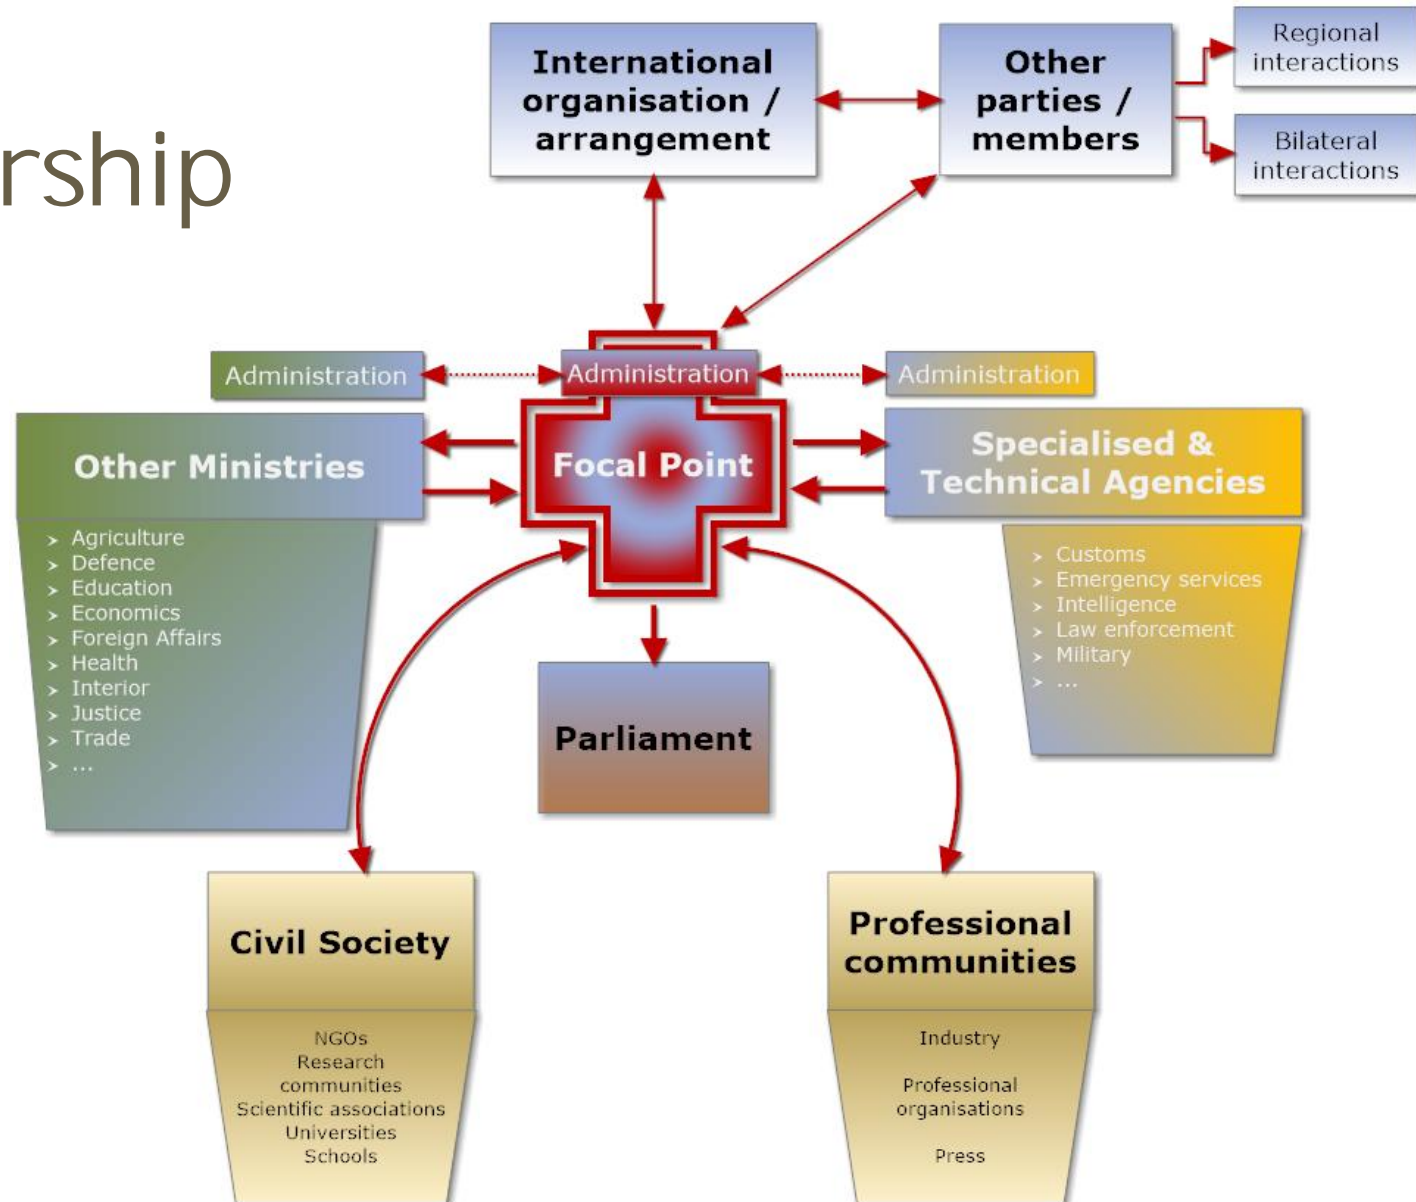 rship
International
organisation /
arrangement
Other
parties /
members
Regional
interactions
Bilateral
interactions
Administration
Administration
Administration
Other Ministries
Focal Point
Specialised &
Technical Agencies
➢ Agriculture
➢ Defence
➢ Education
➢ Economics
➢ Foreign Affairs
➢ Health
➢ Interior
➢ Justice
➢ Trade
➢ ...
➢ Customs
➢ Emergency services
➢ Intelligence
➢ Law enforcement
➢ Military
➢ ...
Parliament
Civil Society
NGOs
Research
communities
Scientific associations
Universities
Schools
Professional
communities
Industry
Professional
organisations
Press